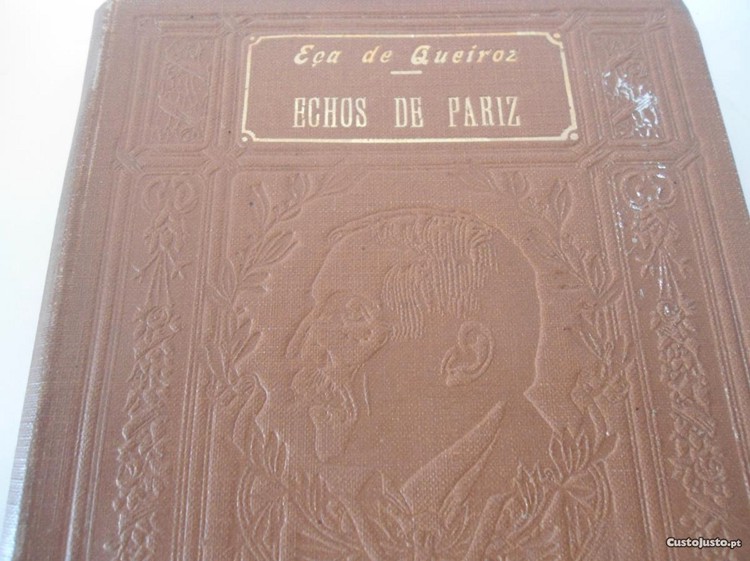 Eça de Queiroz
ECHOS DE PARIZ
CustoJusto.pt